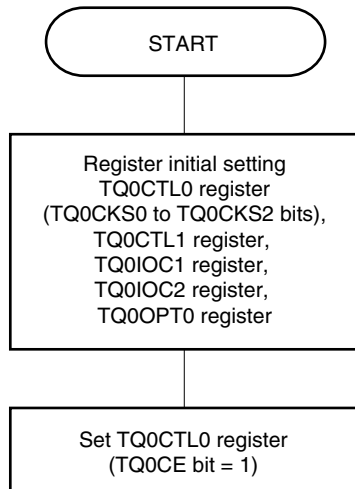 START
Register initial setting
TQ0CTL0 register
(TQ0CKS0 to TQ0CKS2 bits),
TQ0CTL1 register,
TQ0IOC1 register,
TQ0IOC2 register,
TQ0OPT0 register
Set TQ0CTL0 register
(TQ0CE bit = 1)